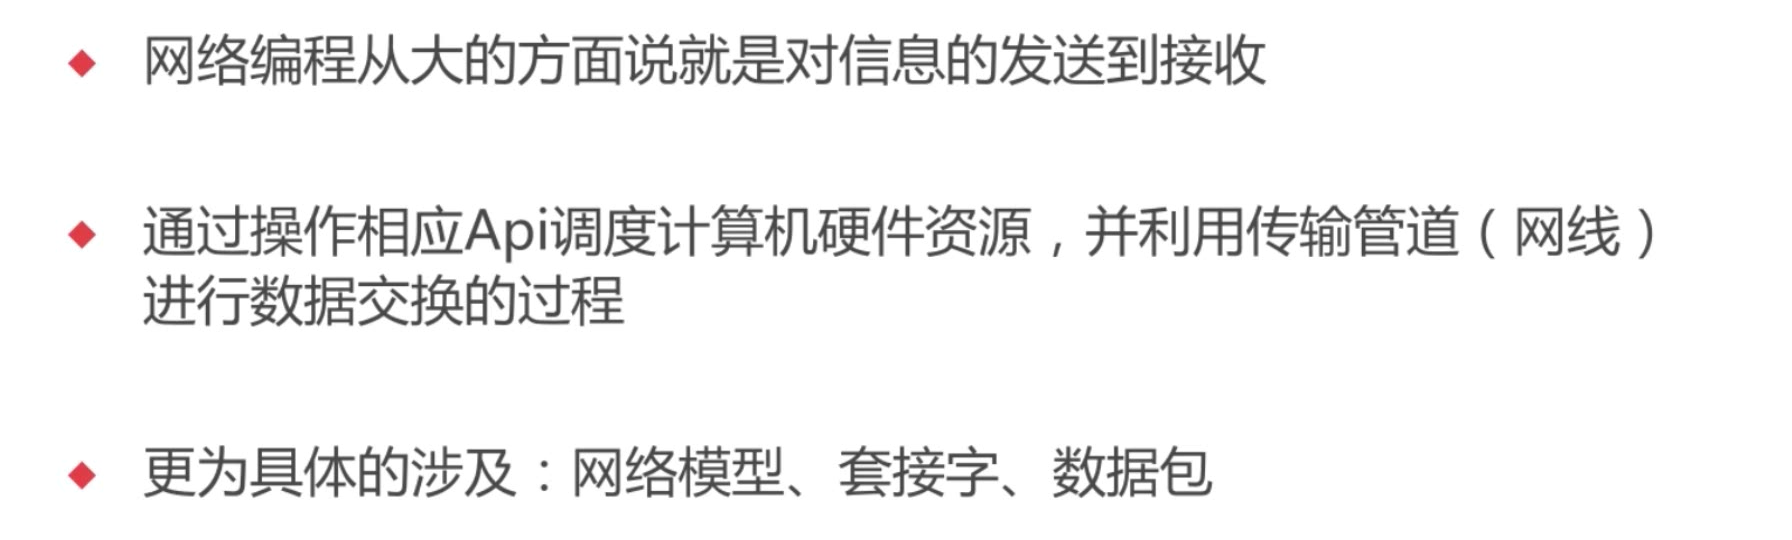 网络编程从大的方面说就是对信息的发送到接收
通过操作相应Api调度计算机硬件资源，并利用传输管道（网线）
进行数据交换的过程
更为具体的涉及：网络模型、套接字、数据包